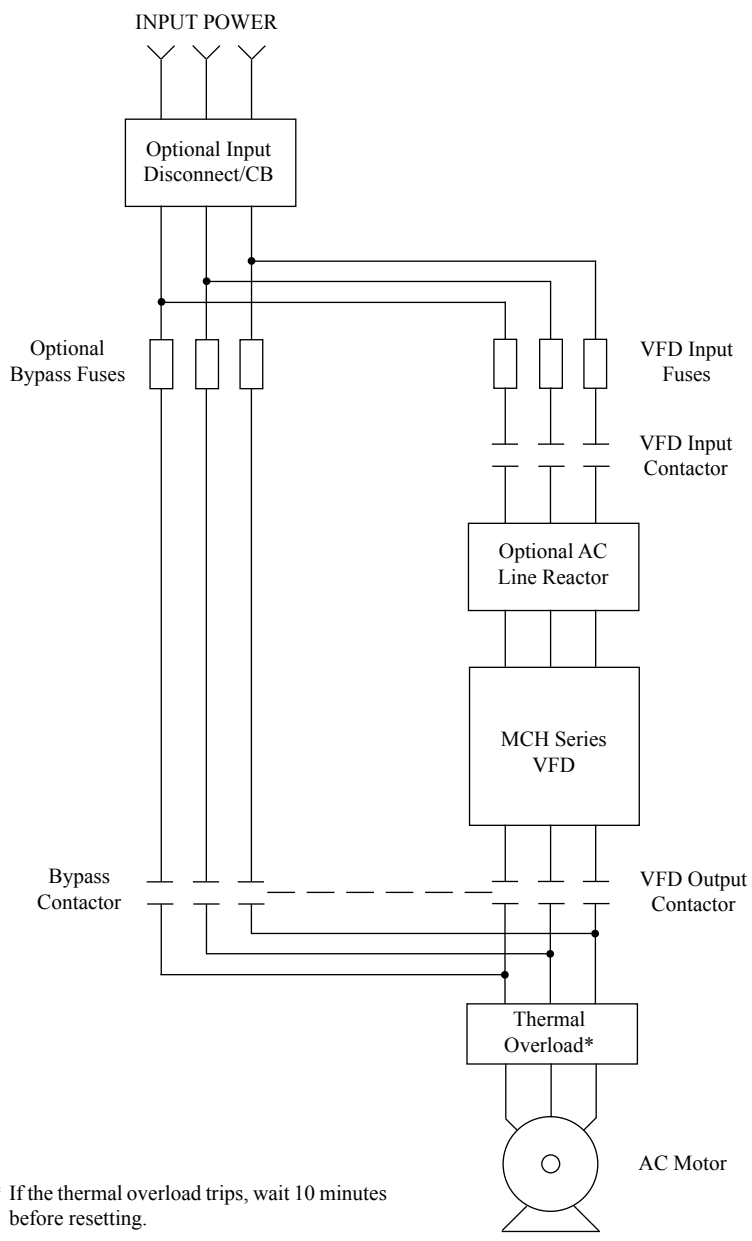 INPUT POWER
Optional Input
Disconnect/CB
Optional
Bypass Fuses
VFD Input
Fuses
VFD Input
Contactor
Optional AC
Line Reactor
MCH Series
VFD
Bypass
Contactor
VFD Output
Contactor
Thermal
Overload*
AC Motor
* If the thermal overload trips, wait 10 minutes
before resetting.